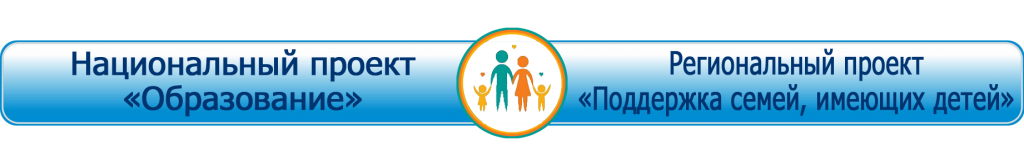 Национальный проект
«Образование»
Региональный проект
«Поддержка семей, имеющих детей»